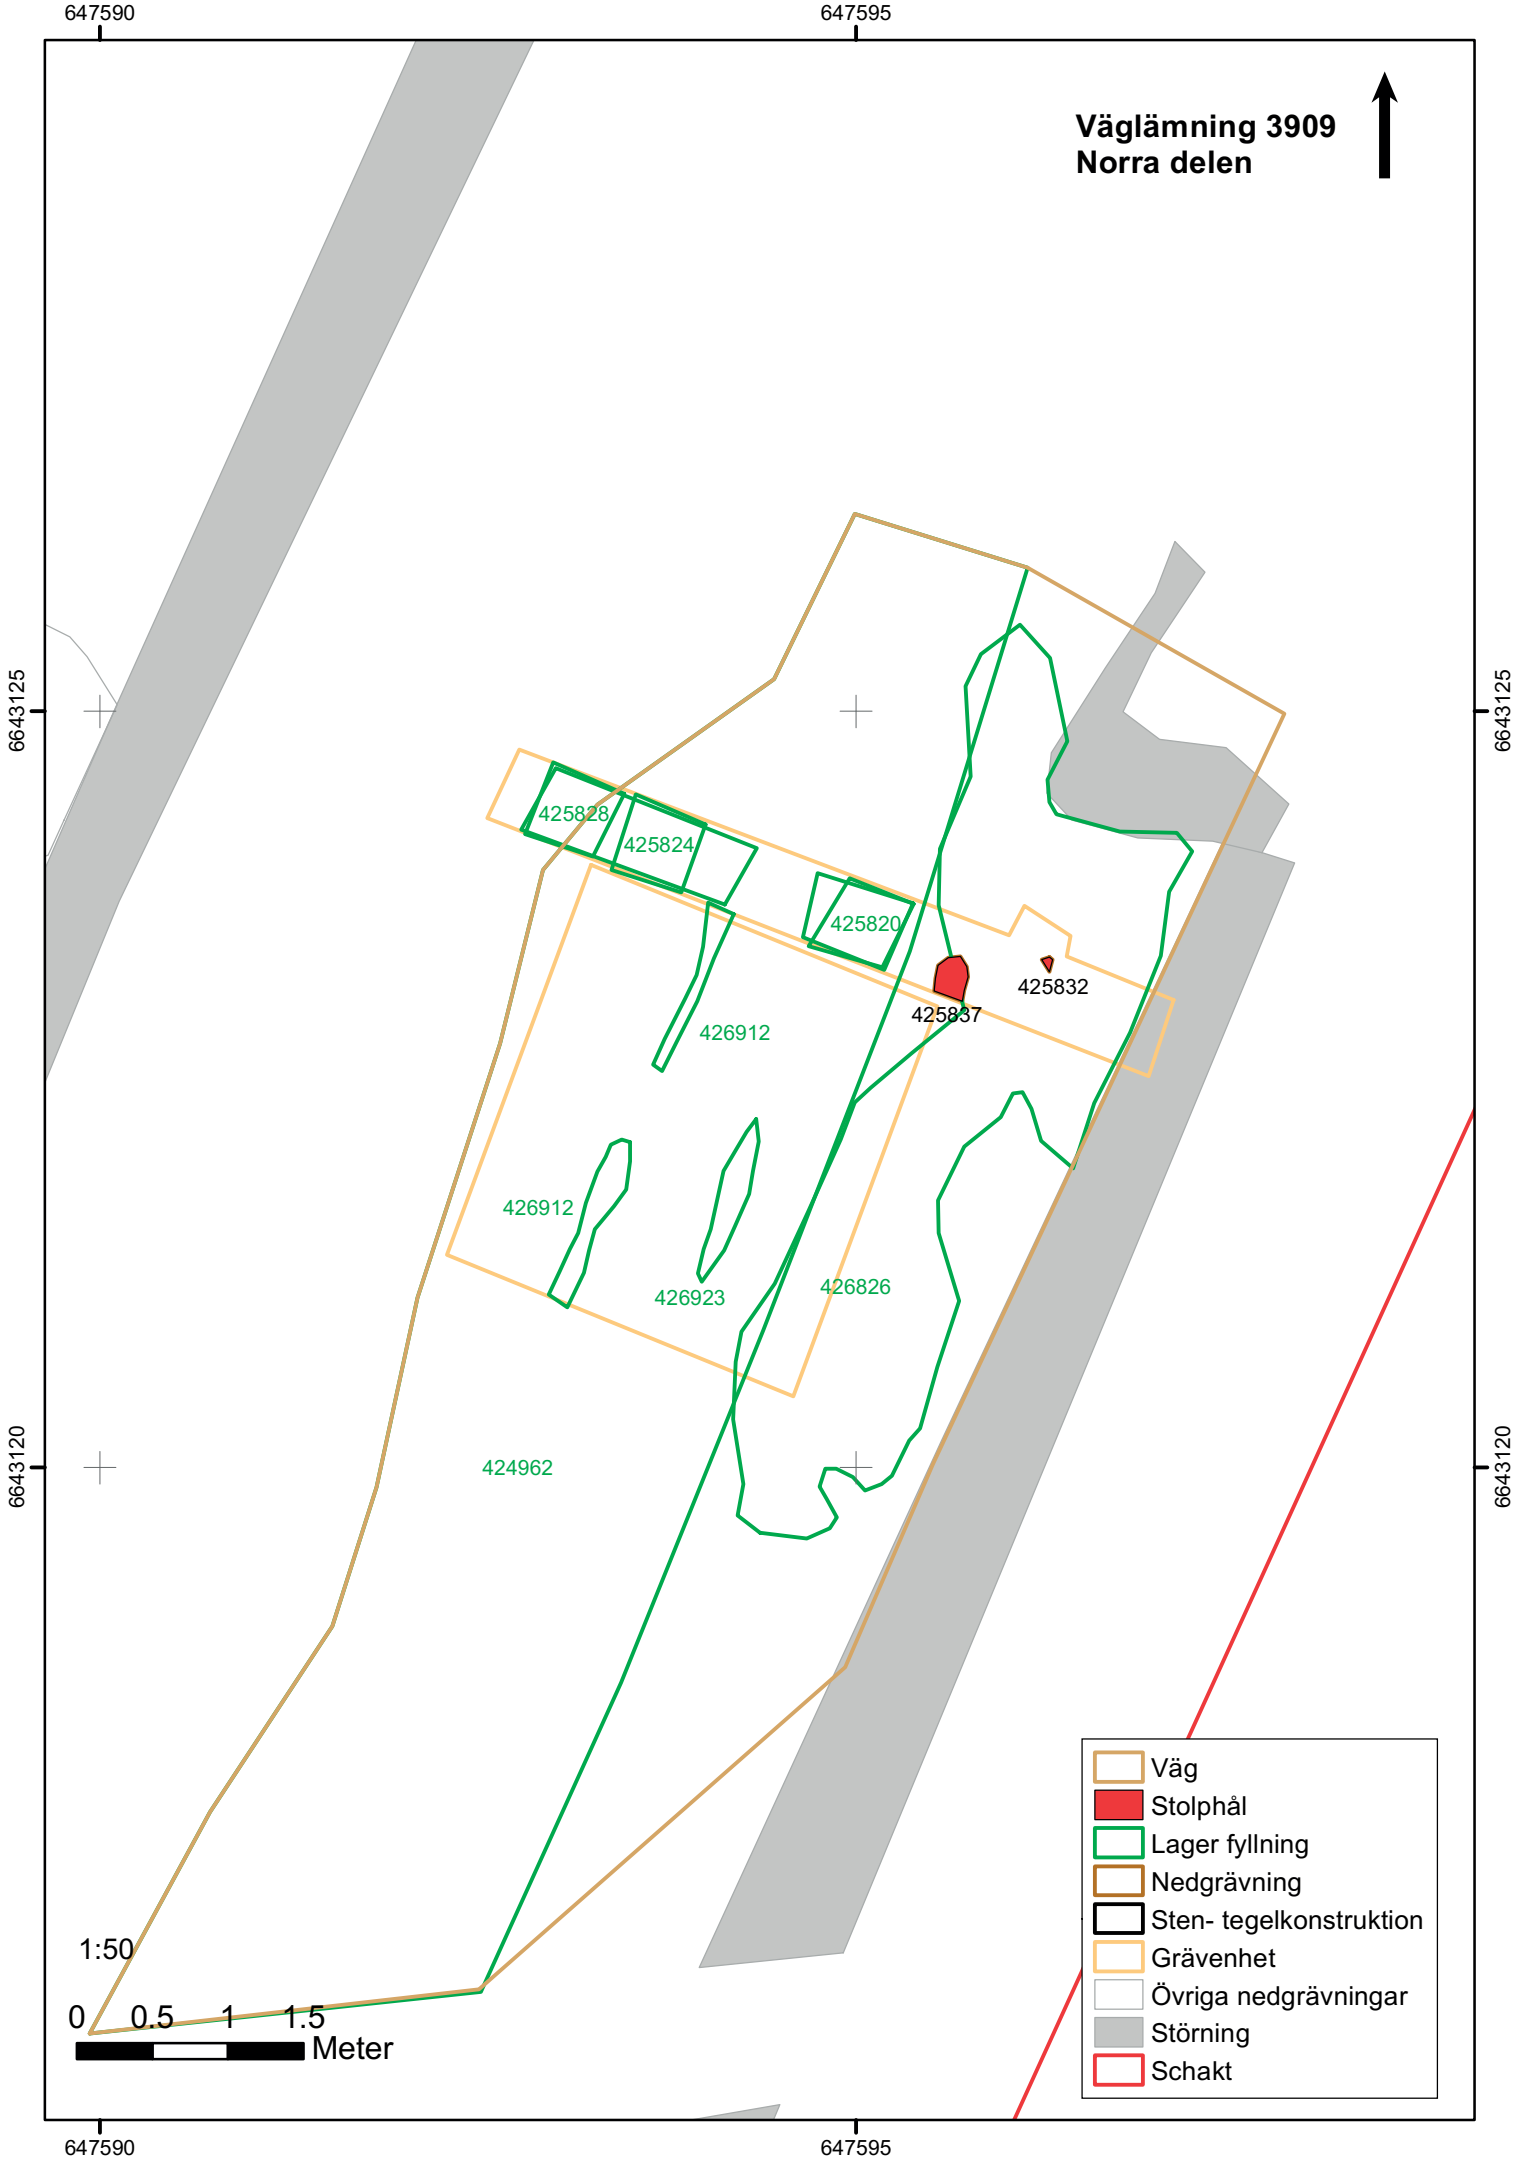 647590
647595
Väglämning 3909
Norra delen
6643125
6643125
425828
425824
425820
425832
425837
426912
426912
426923
426826
6643120
6643120
424962
Väg
Stolphål
Lager fyllning
Nedgrävning
Sten- tegelkonstruktion
Grävenhet
Övriga nedgrävningar
Störning
Schakt
1:50
0 0.5 1 1.5
Meter
647590
647595